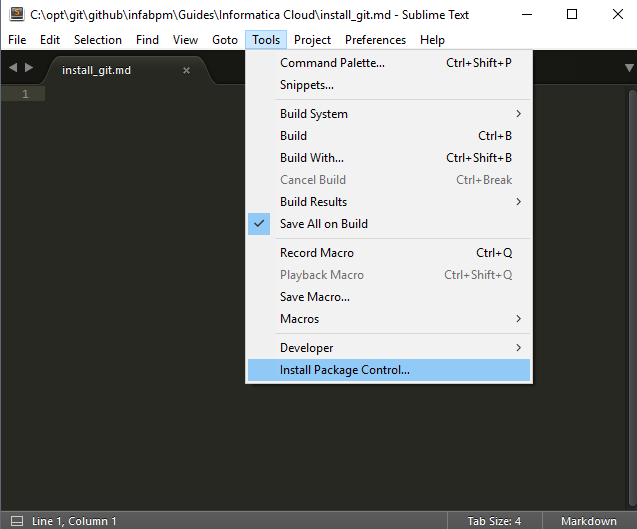 C:\opt\git\github\infabpm\Guides\Informatica Cloud\install_git.md - Sublime Text
File Edit Selection Find View Goto Tools Project Preferences Help
install_git.md
1
Command Palette... Ctrl+Shift+P
Snippets...
Build System
Build Ctrl+B
Build With... Ctrl+Shift+B
Cancel Build Ctrl+Break
Build Results
Save All on Build
Record Macro Ctrl+Q
Playback Macro Ctrl+Shift+Q
Save Macro...
Macros
Developer
Install Package Control...
Line 1, Column 1 Tab Size: 4 Markdown